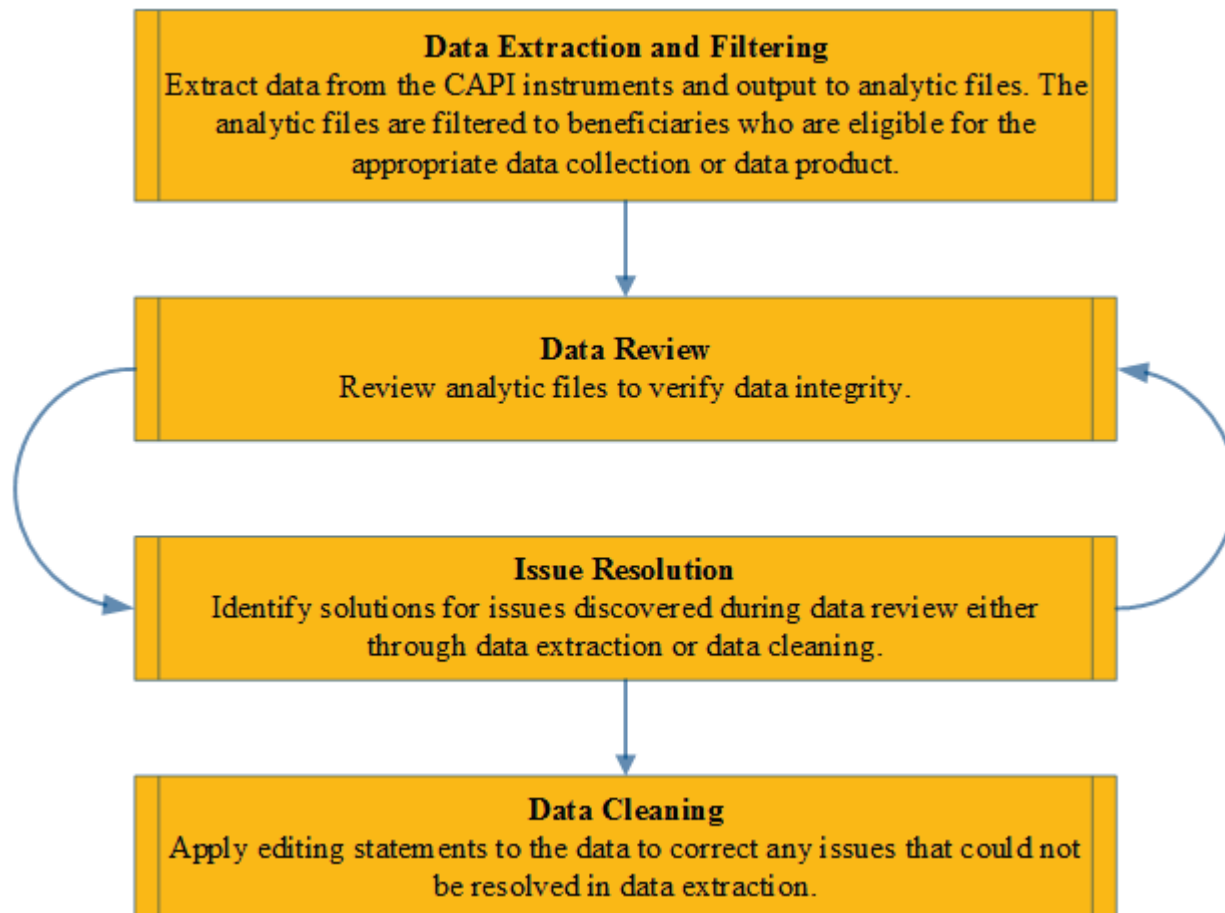 Data Extraction and Filtering
Extract data from the CAPI instruments and output to analytic files. The
analytic files are filtered to beneficiaries who are eligible for the
appropriate data collection or data product.
Data Review
Review analytic files to verify data integrity.
Issue Resolution
Identify solutions for issues discovered during data review either
through data extraction or data cleaning.
Data Cleaning
Apply editing statements to the data to correct any issues that could not
be resolved in data extraction.